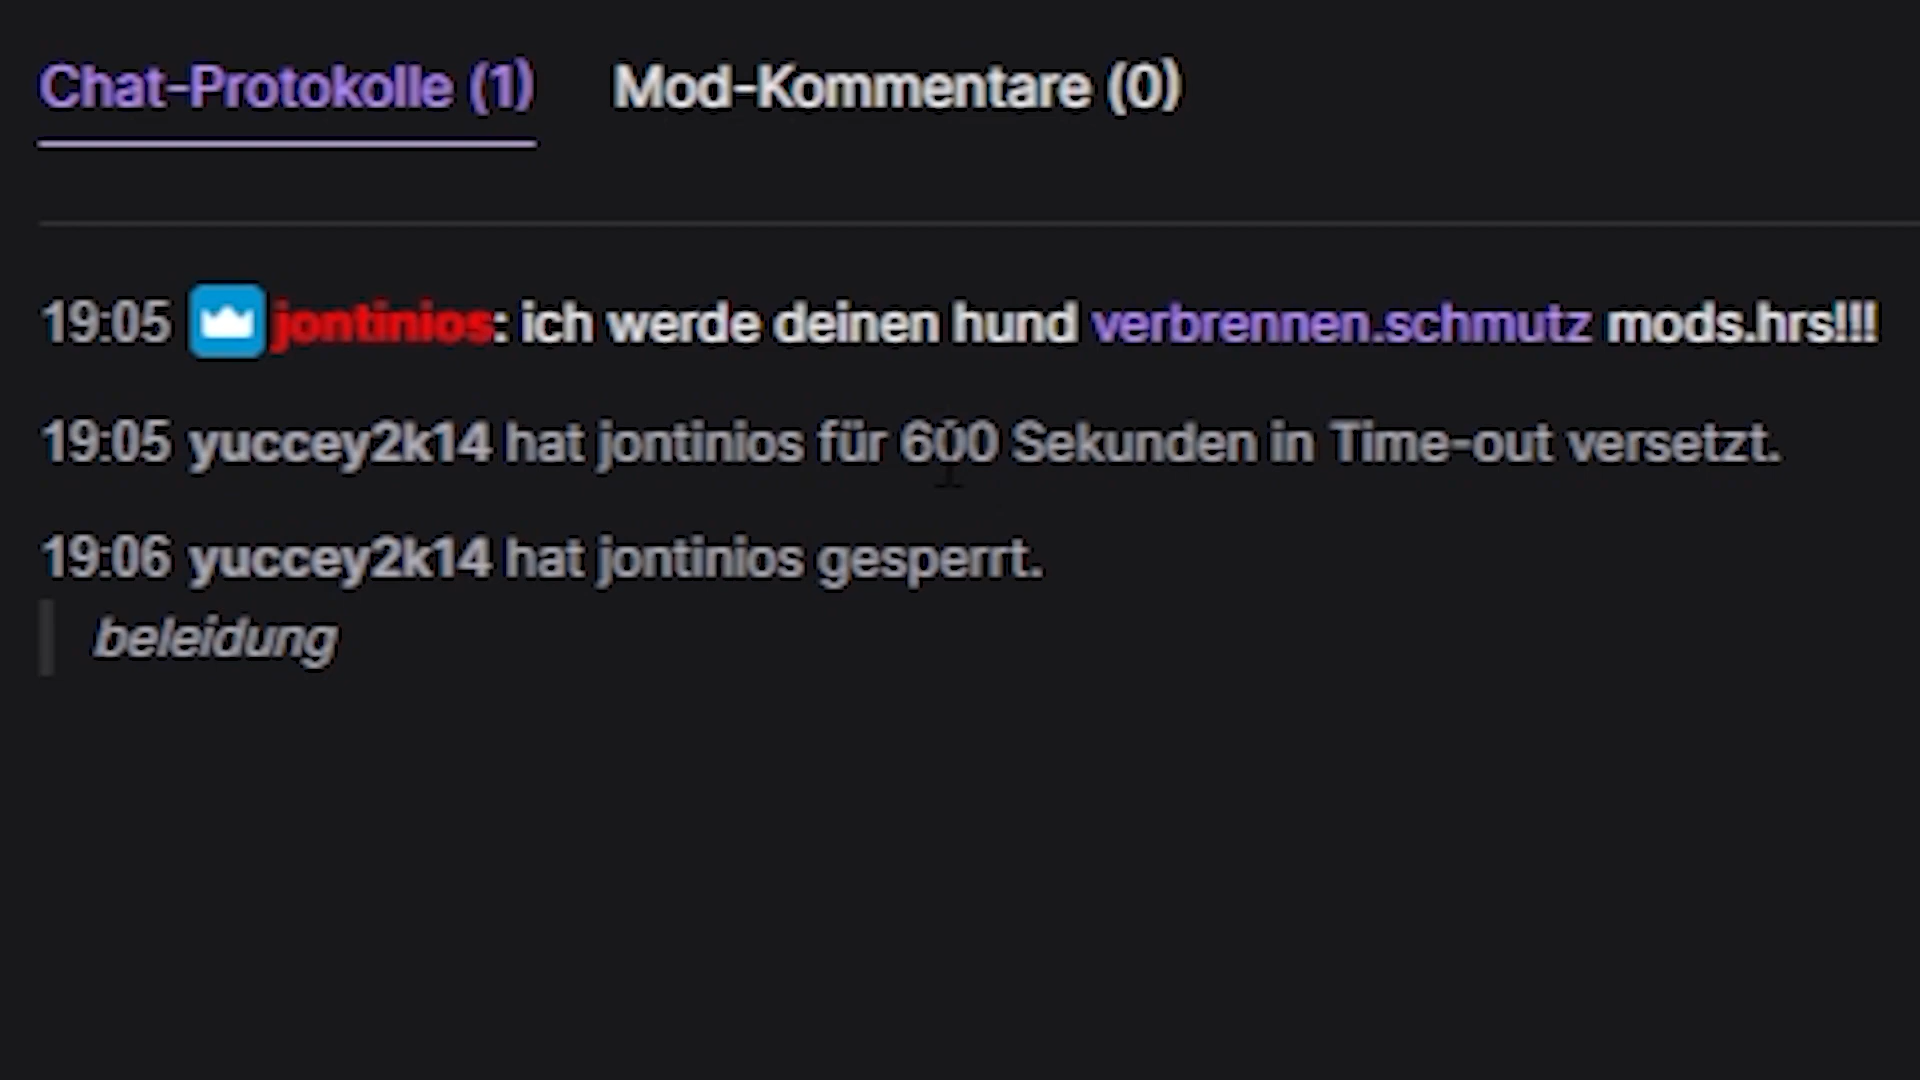 Chat-Protokolle (1) Mod-Kommentare (0)
19:05 jontinios: ich werde deinen hund verbrennen.schmutz mods.hrs!!!
19:05 yuccey2k14 hat jontinios für 600 Sekunden in Time-out versetzt.
19:06 yuccey2k14 hat jontinios gesperrt.
beleidung